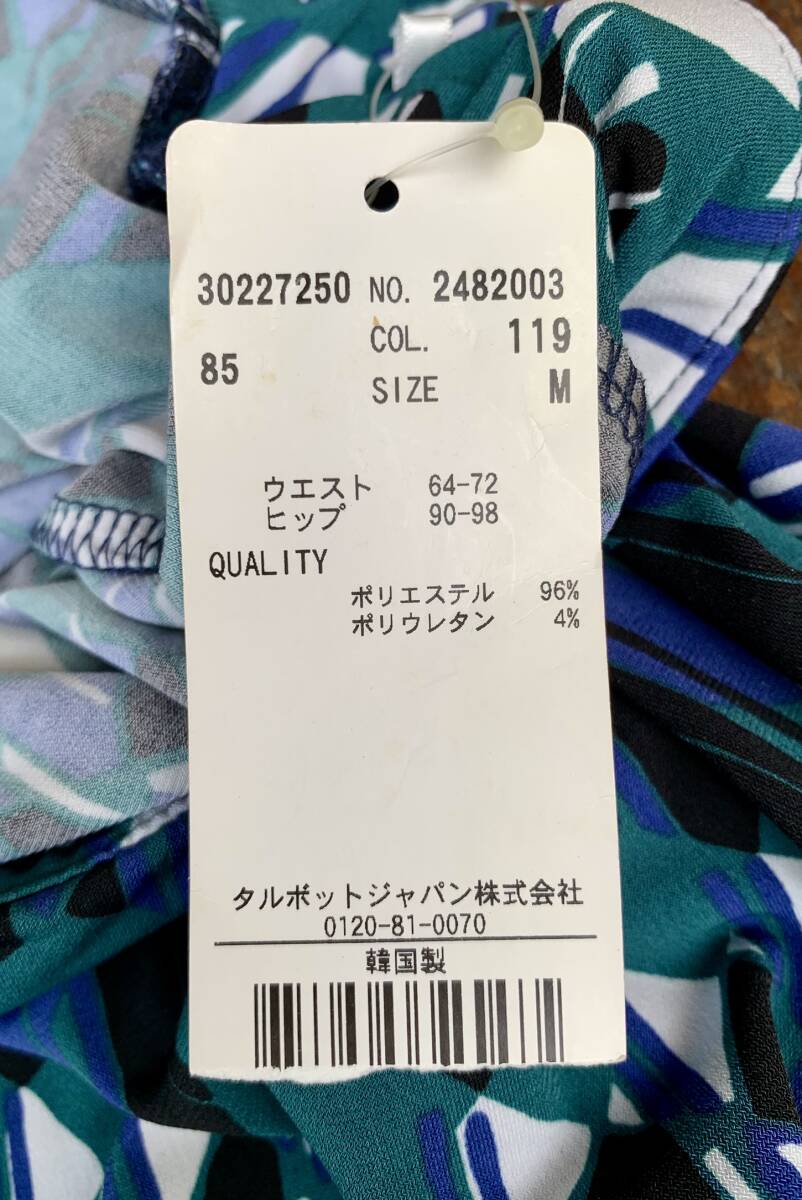 30227250 NO. 2482003
COL. 119
85
SIZE M
ウエスト 64-72
ヒップ 90-98
QUALITY
ポリエステル 96%
ポリウレタン 4%
タルボットジャパン株式会社
0120-81-0070
韓国製